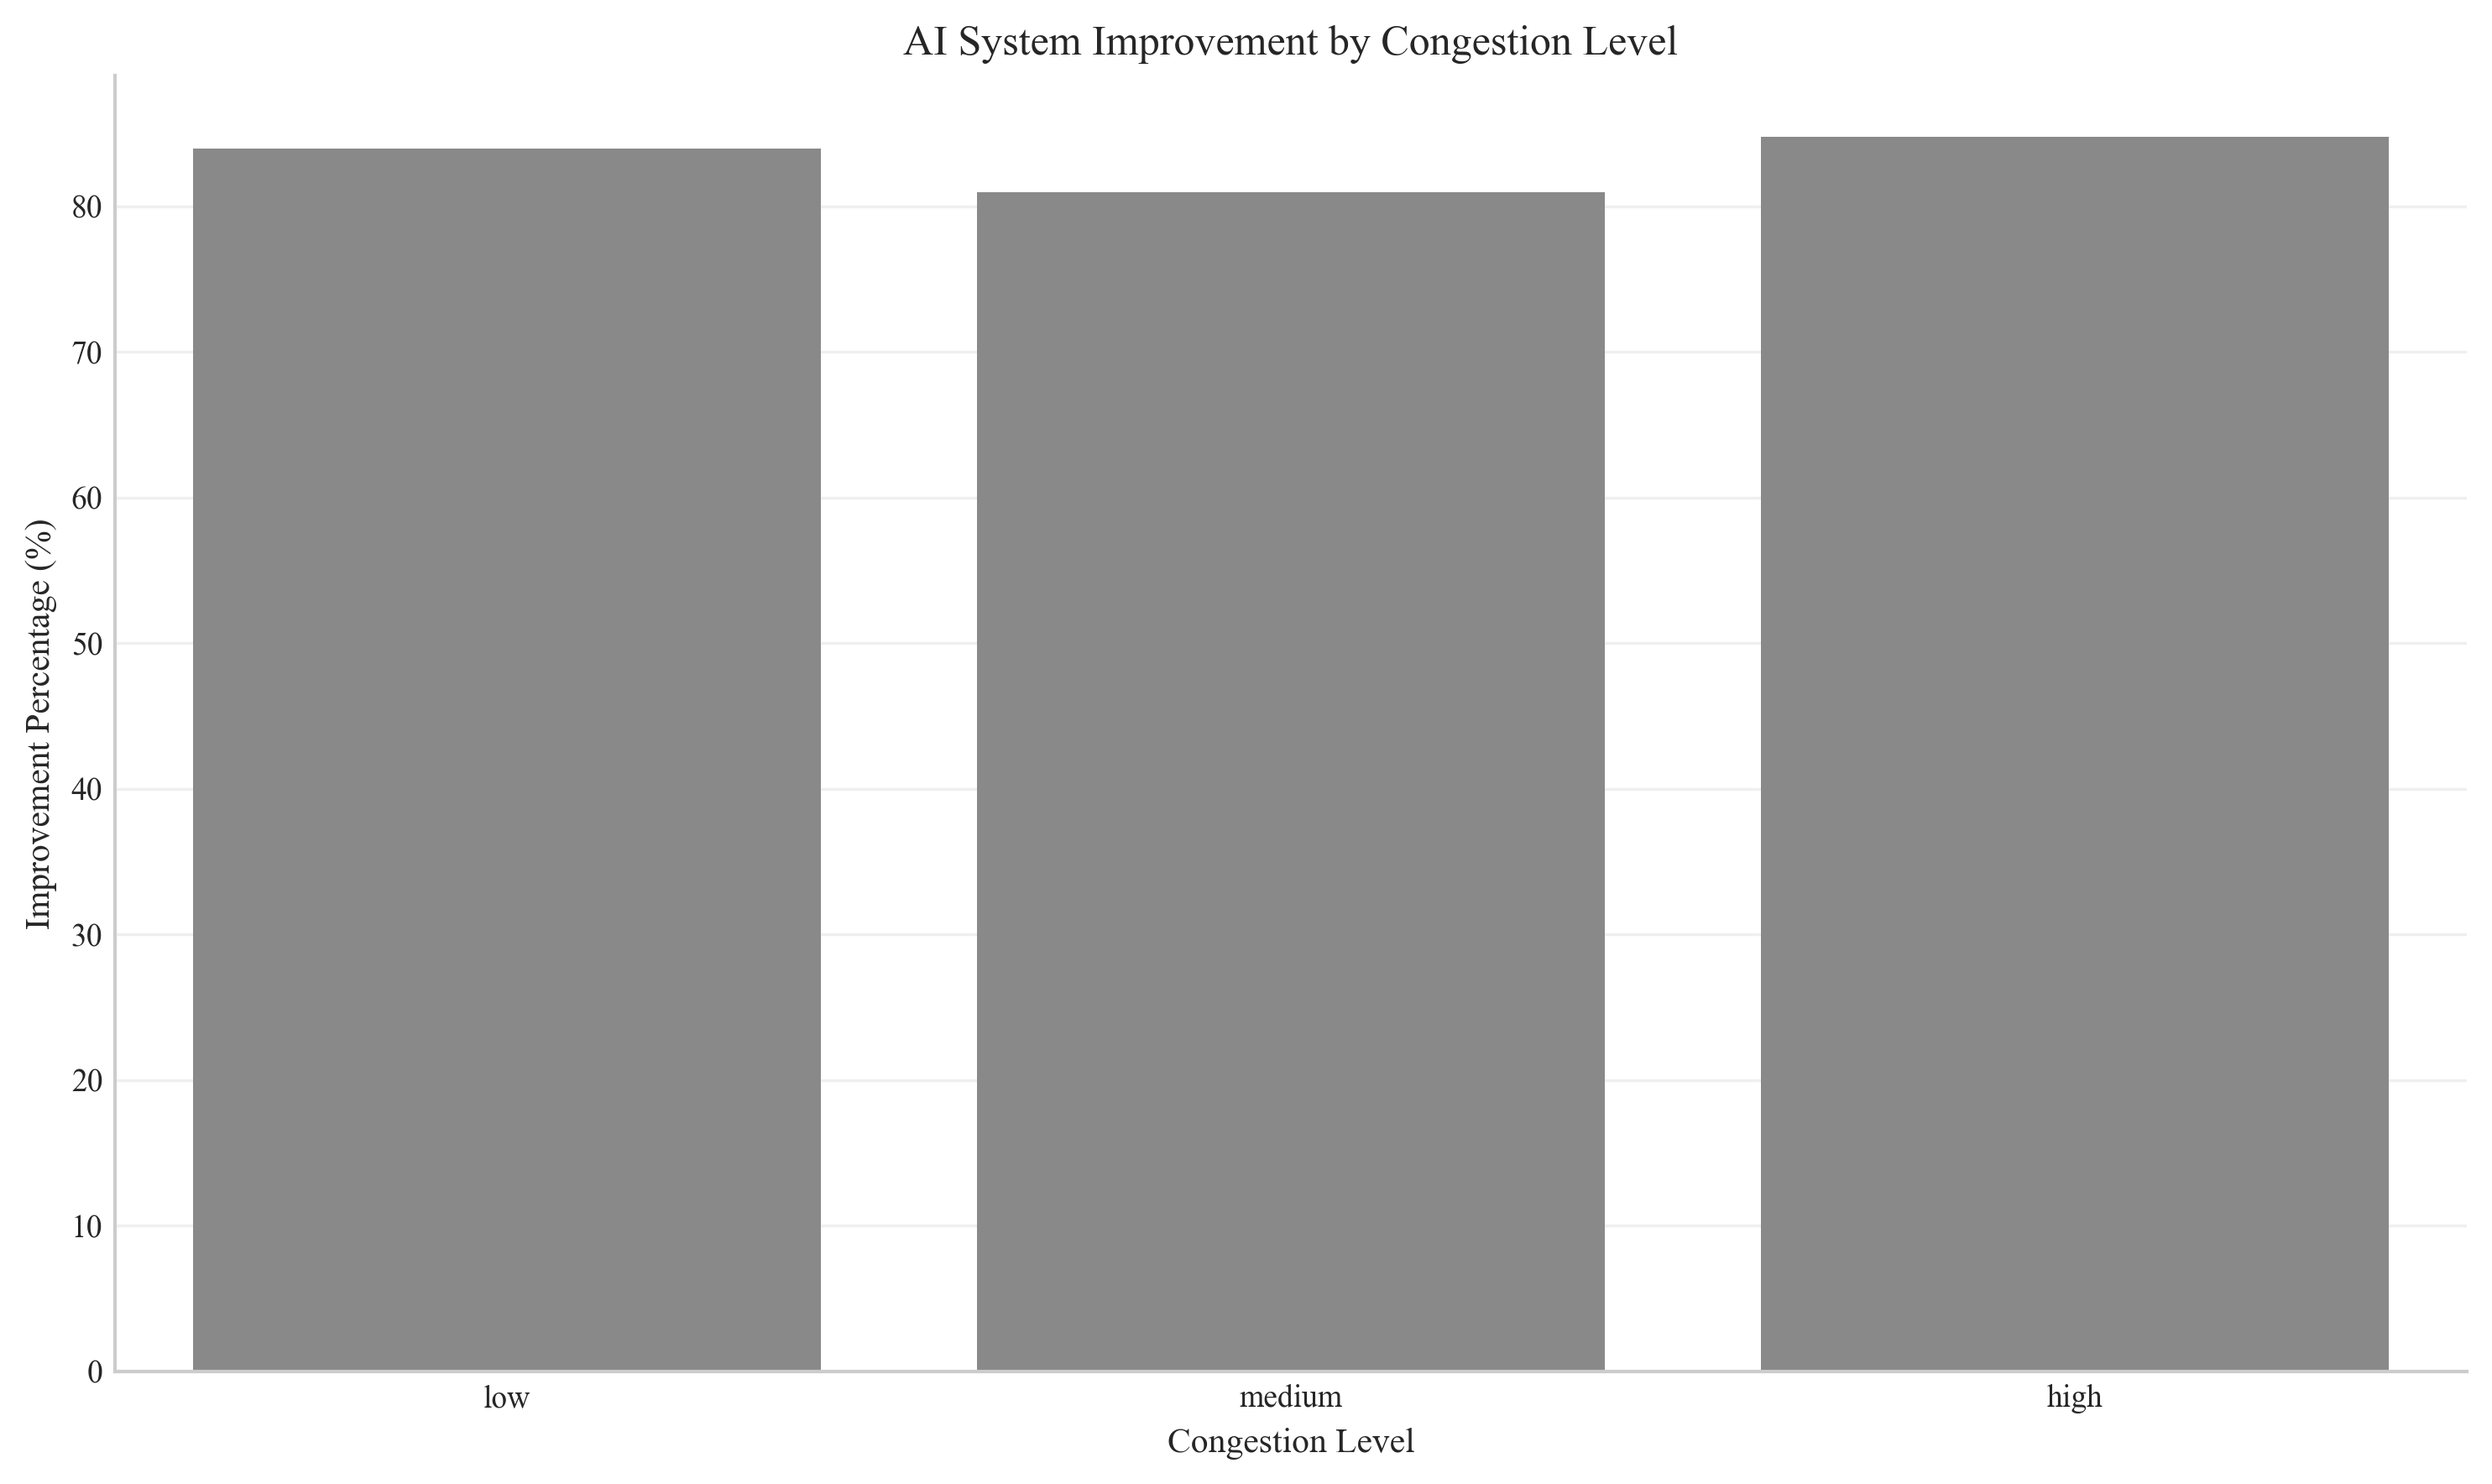 AI System Improvement by Congestion Level
Improvement Percentage (%)
80
70
60
50
40
30
20
10
0
low
medium
high
Congestion Level